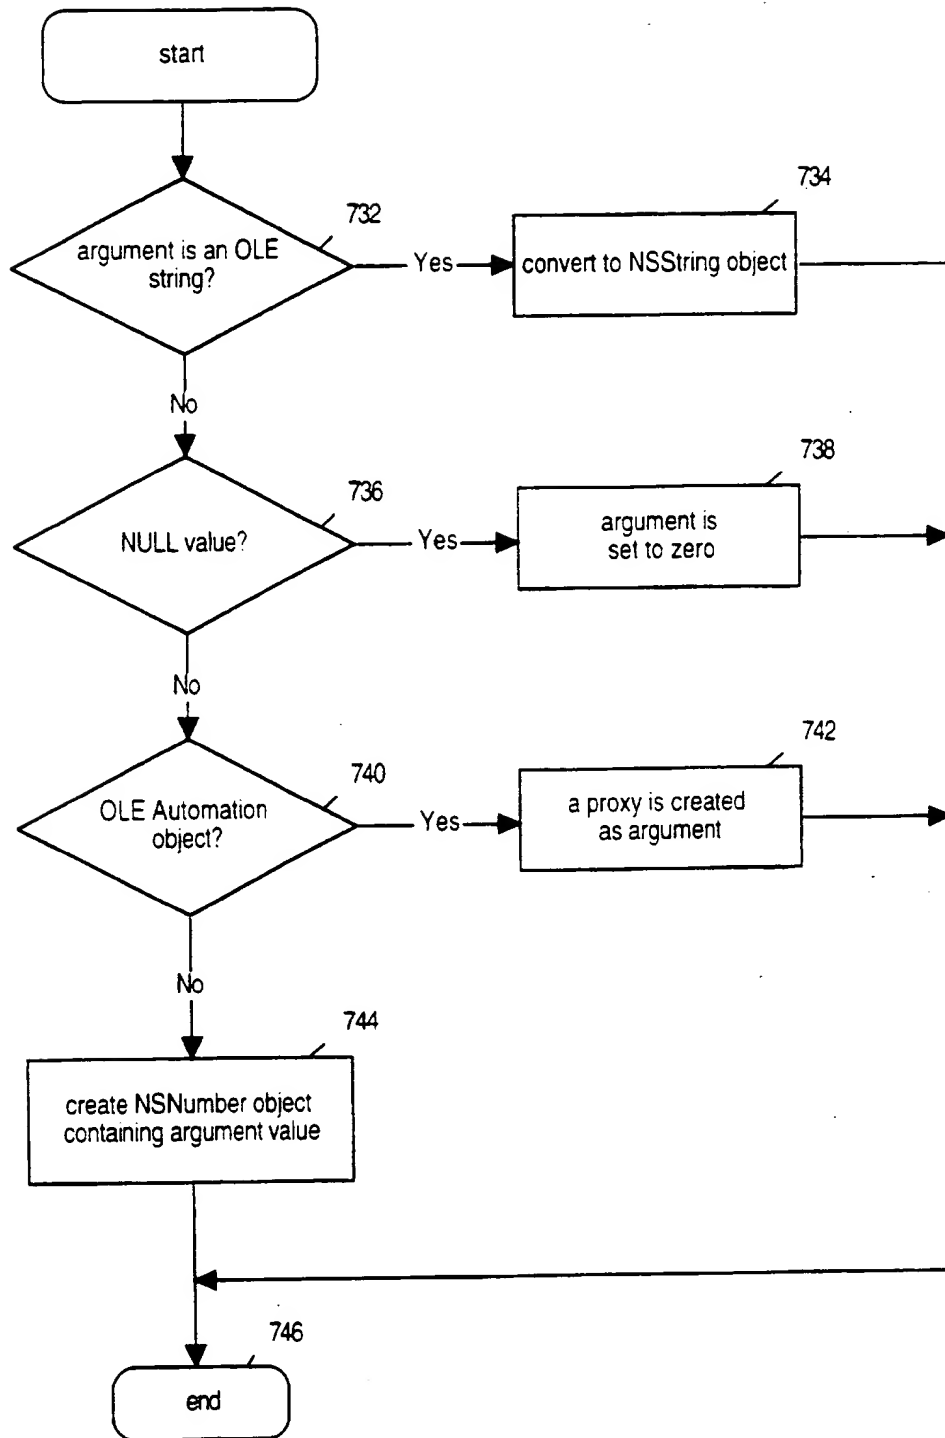 start
732
argument is an OLE
string?
Yes
734
convert to NSString object
No
736
NULL value?
Yes
738
argument is
set to zero
No
740
OLE Automation
object?
Yes
742
a proxy is created
as argument
No
744
create NSNumber object
containing argument value
746
end